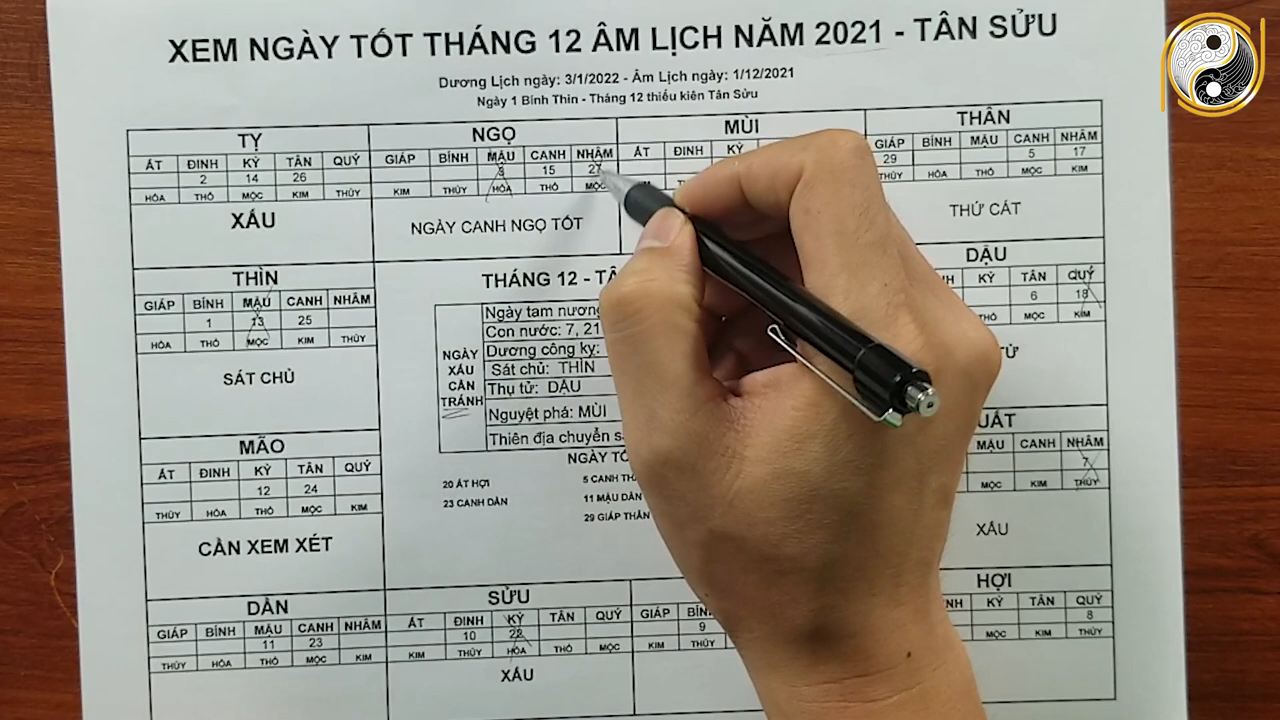 XEM NGÀY TỐT THÁNG 12 ÂM LỊCH NĂM 2021 - TÂN SỬU
Dương Lịch ngày: 3/1/2022 - Âm Lịch ngày: 1/12/2021
Ngày 1 Bính Thìn - Tháng 12 thiếu kiên Tân Sửu
TỴ
ẤT ĐINH KỶ TÂN QUÝ
2 14 26
HỎA THỔ MỘC KIM THỦY
XẤU
NGỌ
GIÁP BÍNH MẬU CANH NHÂM
3 15 27
KIM THỦY HỎA THỔ MỘC
NGÀY CANH NGỌ TỐT
MÙI
ẤT ĐINH KỶ
THÂN
GIÁP BÍNH MẬU CANH NHÂM
29 5 17
THỦY HỎA THỔ MỘC KIM
THỨ CÁT
THÌN
GIÁP BÍNH MẬU CANH NHÂM
1 13 25
HỎA THỔ MỘC KIM THỦY
SÁT CHỦ
DẬU
KỶ TÂN QUÝ
6 18
THỔ MỘC KIM
THÁNG 12 - TÂ
NGÀY XẤU CẦN TRÁNH
Ngày tam nương
Con nước: 7, 21
Dương công kỵ:
Sát chủ: THÌN
Thụ tử: DẬU
Nguyệt phá: MÙI
Thiên địa chuyển s
NGÀY TỐ
20 ẤT HỢI 5 CANH THÂ
23 CANH DẦN 11 MẬU DẦN
29 GIÁP THÂN
MÃO
ẤT ĐINH KỶ TÂN QUÝ
12 24
THỦY HỎA THỔ MỘC KIM
CẦN XEM XÉT
UẤT
MẬU CANH NHÂM
7
MỘC KIM THỦY
XẤU
DẦN
GIÁP BÍNH MẬU CANH NHÂM
11 23
THỦY HỎA THỔ MỘC KIM
SỬU
ẤT ĐINH KỶ TÂN QUÝ
10 22
KIM THỦY HỎA THỔ MỘC
XẤU
GIÁP BÍN
9
KIM THỦY
HỢI
NH KỶ TÂN QUÝ
8
MỘC KIM THỦY